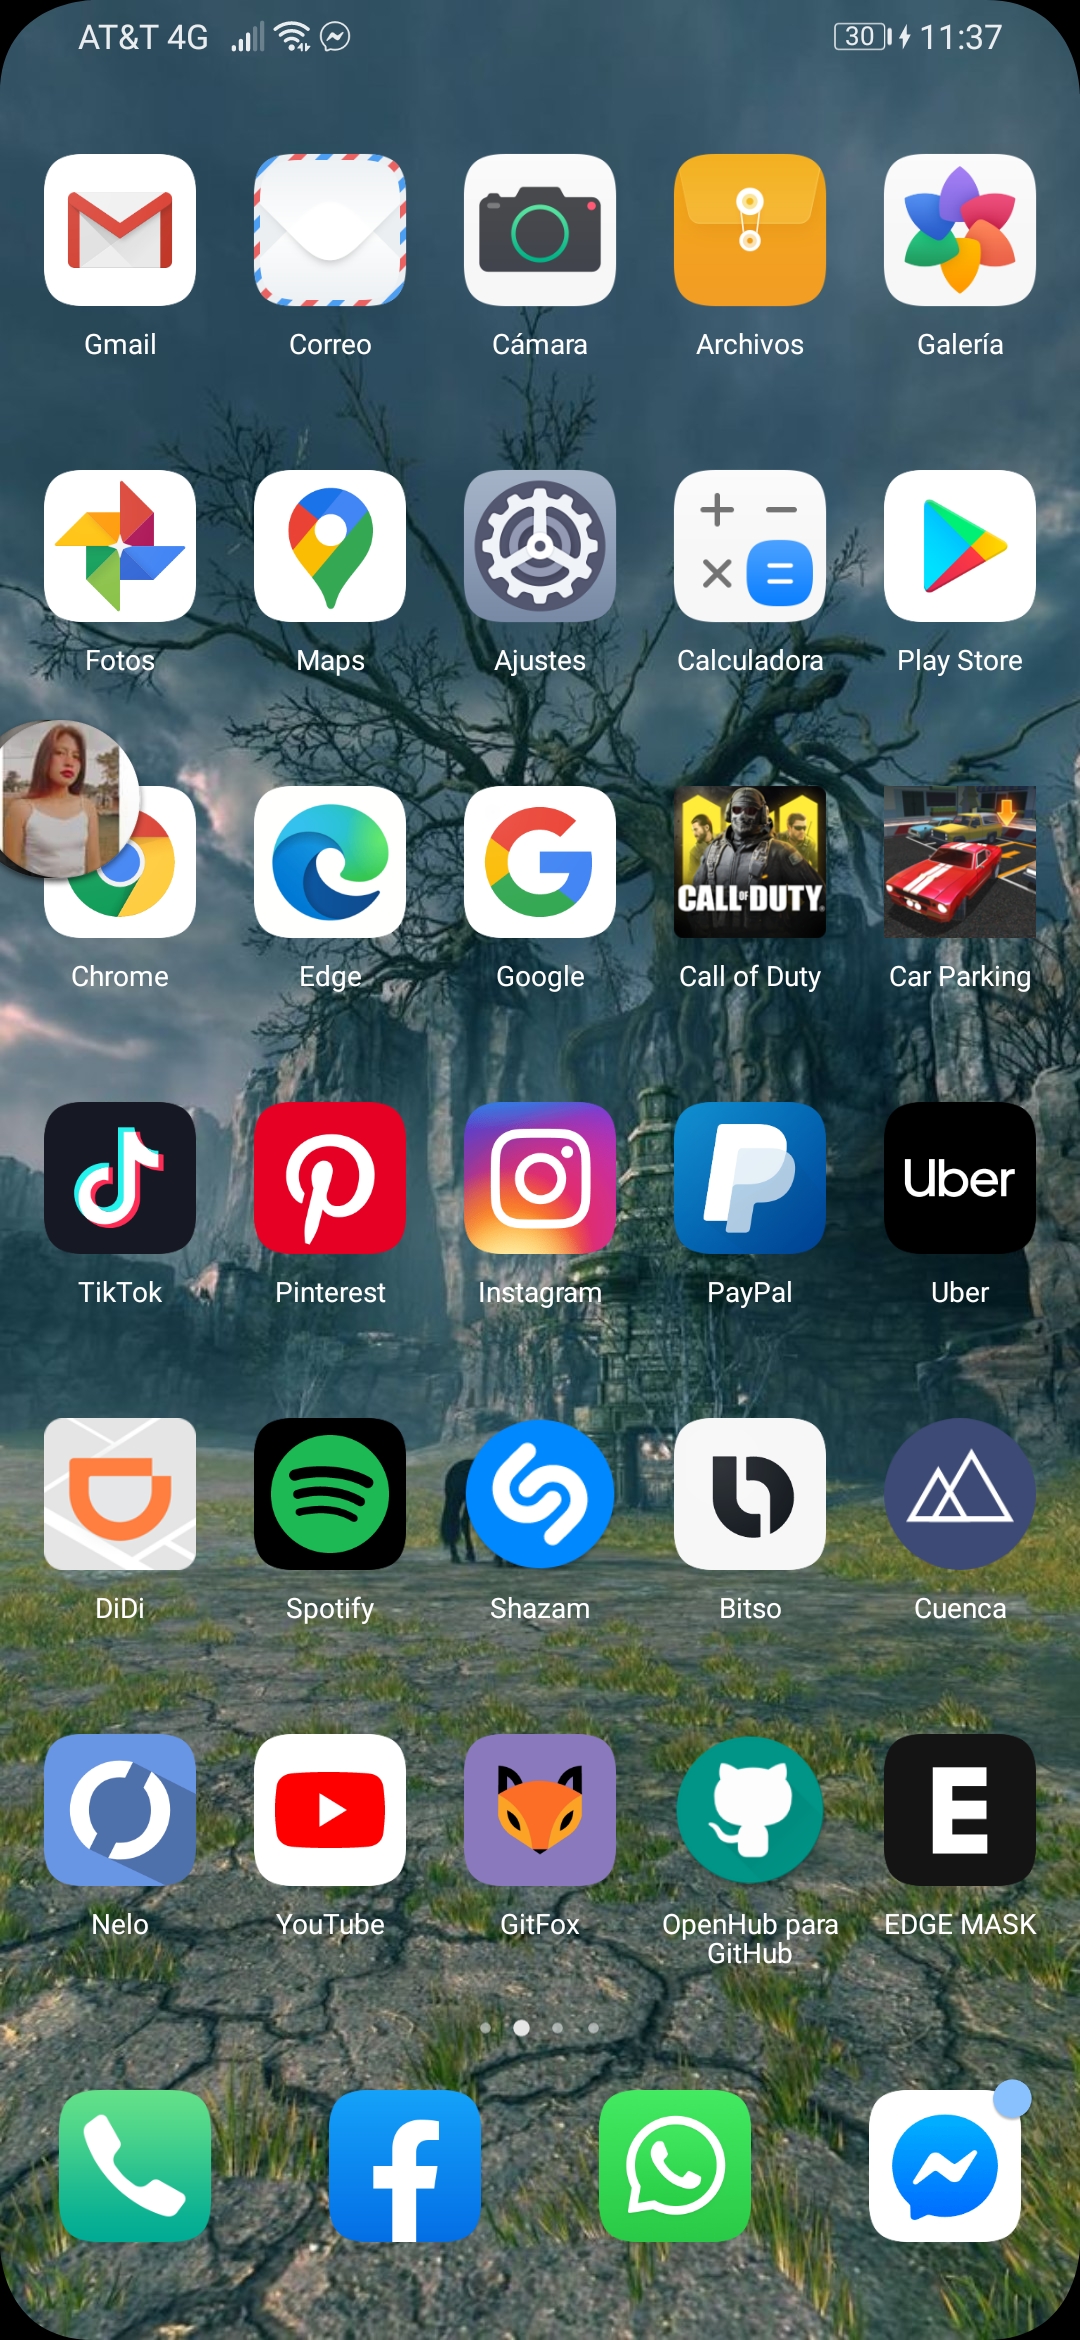 AT&T 4G 30 11:37
Gmail Correo Cámara Archivos Galería
Fotos Maps Ajustes Calculadora Play Store
CALL OF DUTY
Chrome Edge Google Call of Duty Car Parking
Uber
TikTok Pinterest Instagram PayPal Uber
DiDi Spotify Shazam Bitso Cuenca
E
Nelo YouTube GitFox OpenHub para GitHub EDGE MASK